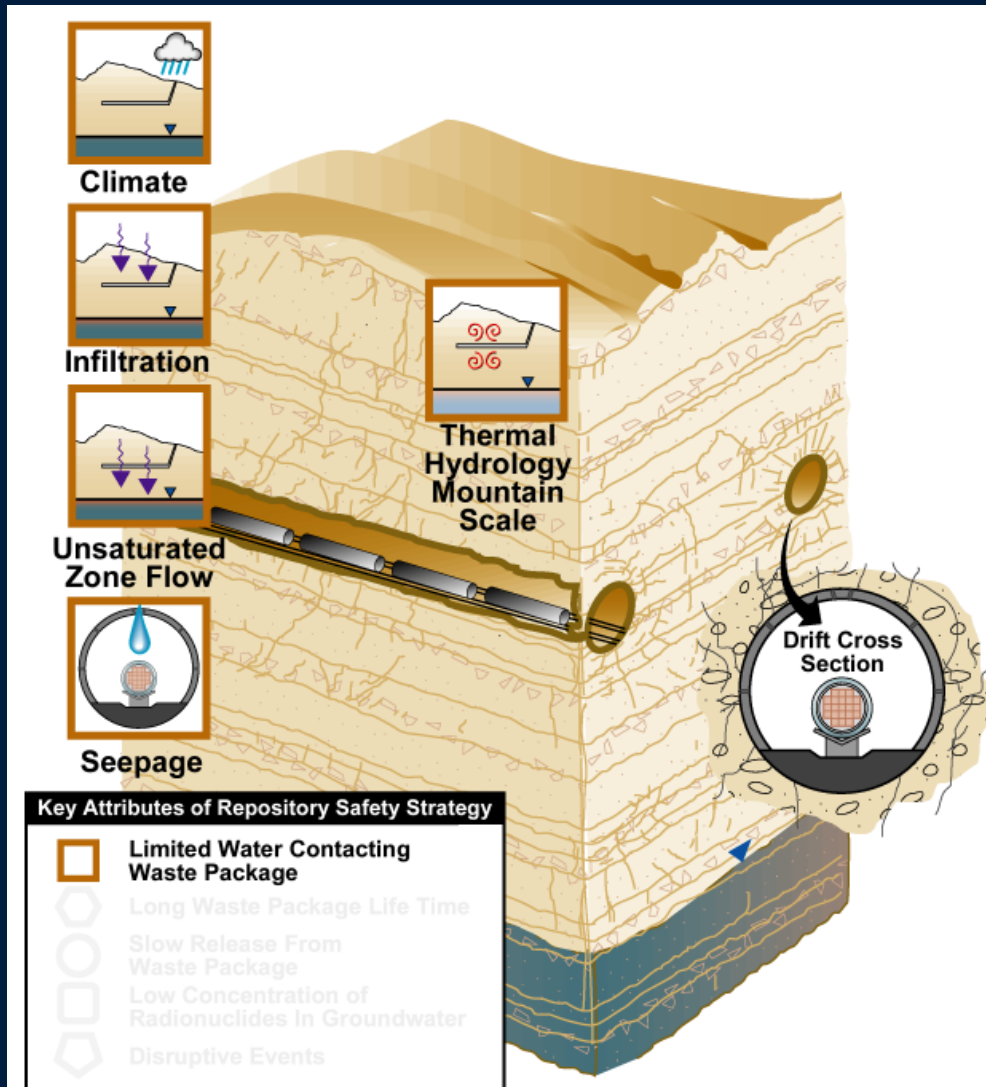 Climate
Infiltration
Unsaturated
Zone Flow
Seepage
Thermal
Hydrology
Mountain
Scale
Drift Cross
Section
Key Attributes of Repository Safety Strategy
Limited Water Contacting
Waste Package
Long Waste Package Life Time
Slow Release From
Waste Package
Low Concentration of
Radionuclides In Groundwater
Disruptive Events